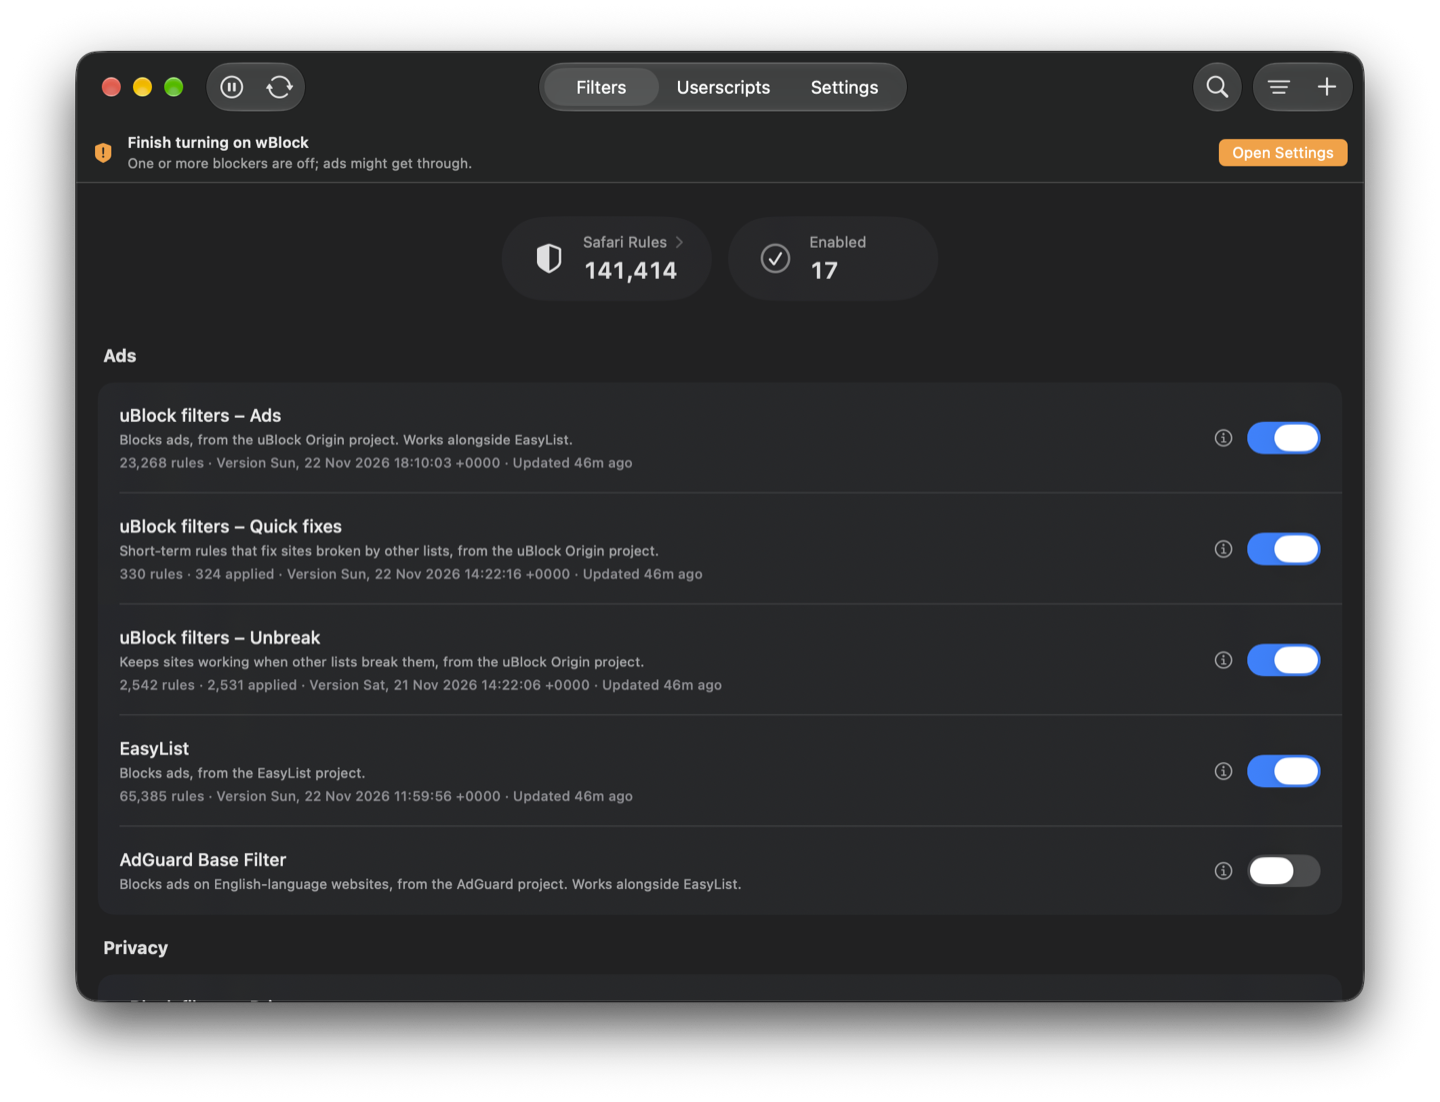 Filters Userscripts Settings
Finish turning on wBlock
One or more blockers are off; ads might get through.
Open Settings
Safari Rules
141,414
Enabled
17
Ads
uBlock filters – Ads
Blocks ads, from the uBlock Origin project. Works alongside EasyList.
23,268 rules · Version Sun, 22 Nov 2026 18:10:03 +0000 · Updated 46m ago
uBlock filters – Quick fixes
Short-term rules that fix sites broken by other lists, from the uBlock Origin project.
330 rules · 324 applied · Version Sun, 22 Nov 2026 14:22:16 +0000 · Updated 46m ago
uBlock filters – Unbreak
Keeps sites working when other lists break them, from the uBlock Origin project.
2,542 rules · 2,531 applied · Version Sat, 21 Nov 2026 14:22:06 +0000 · Updated 46m ago
EasyList
Blocks ads, from the EasyList project.
65,385 rules · Version Sun, 22 Nov 2026 11:59:56 +0000 · Updated 46m ago
AdGuard Base Filter
Blocks ads on English-language websites, from the AdGuard project. Works alongside EasyList.
Privacy